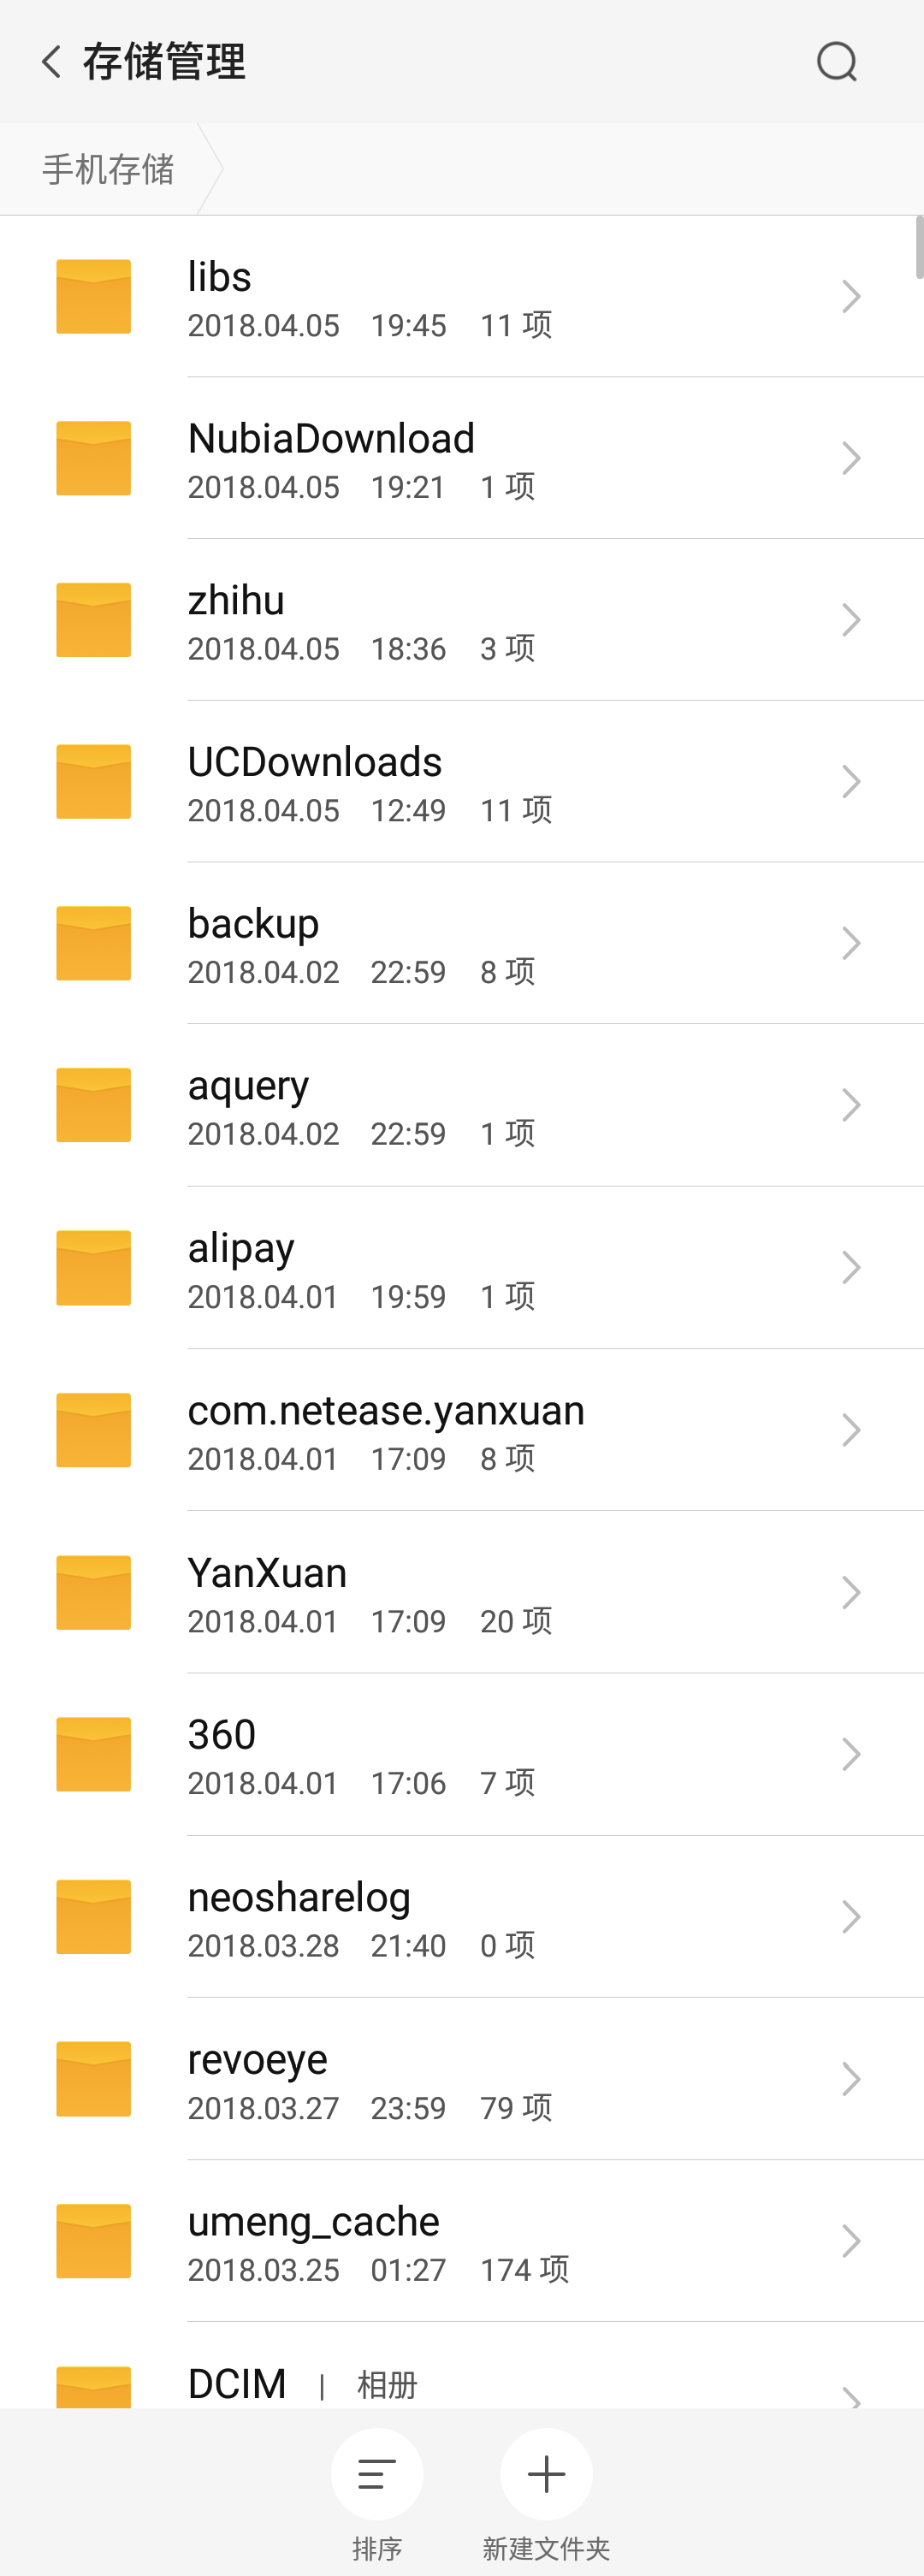 存储管理
手机存储
libs
2018.04.05 19:45 11 项
NubiaDownload
2018.04.05 19:21 1 项
zhihu
2018.04.05 18:36 3 项
UCDownloads
2018.04.05 12:49 11 项
backup
2018.04.02 22:59 8 项
aquery
2018.04.02 22:59 1 项
alipay
2018.04.01 19:59 1 项
com.netease.yanxuan
2018.04.01 17:09 8 项
YanXuan
2018.04.01 17:09 20 项
360
2018.04.01 17:06 7 项
neosharelog
2018.03.28 21:40 0 项
revoeye
2018.03.27 23:59 79 项
umeng_cache
2018.03.25 01:27 174 项
DCIM | 相册
排序 新建文件夹